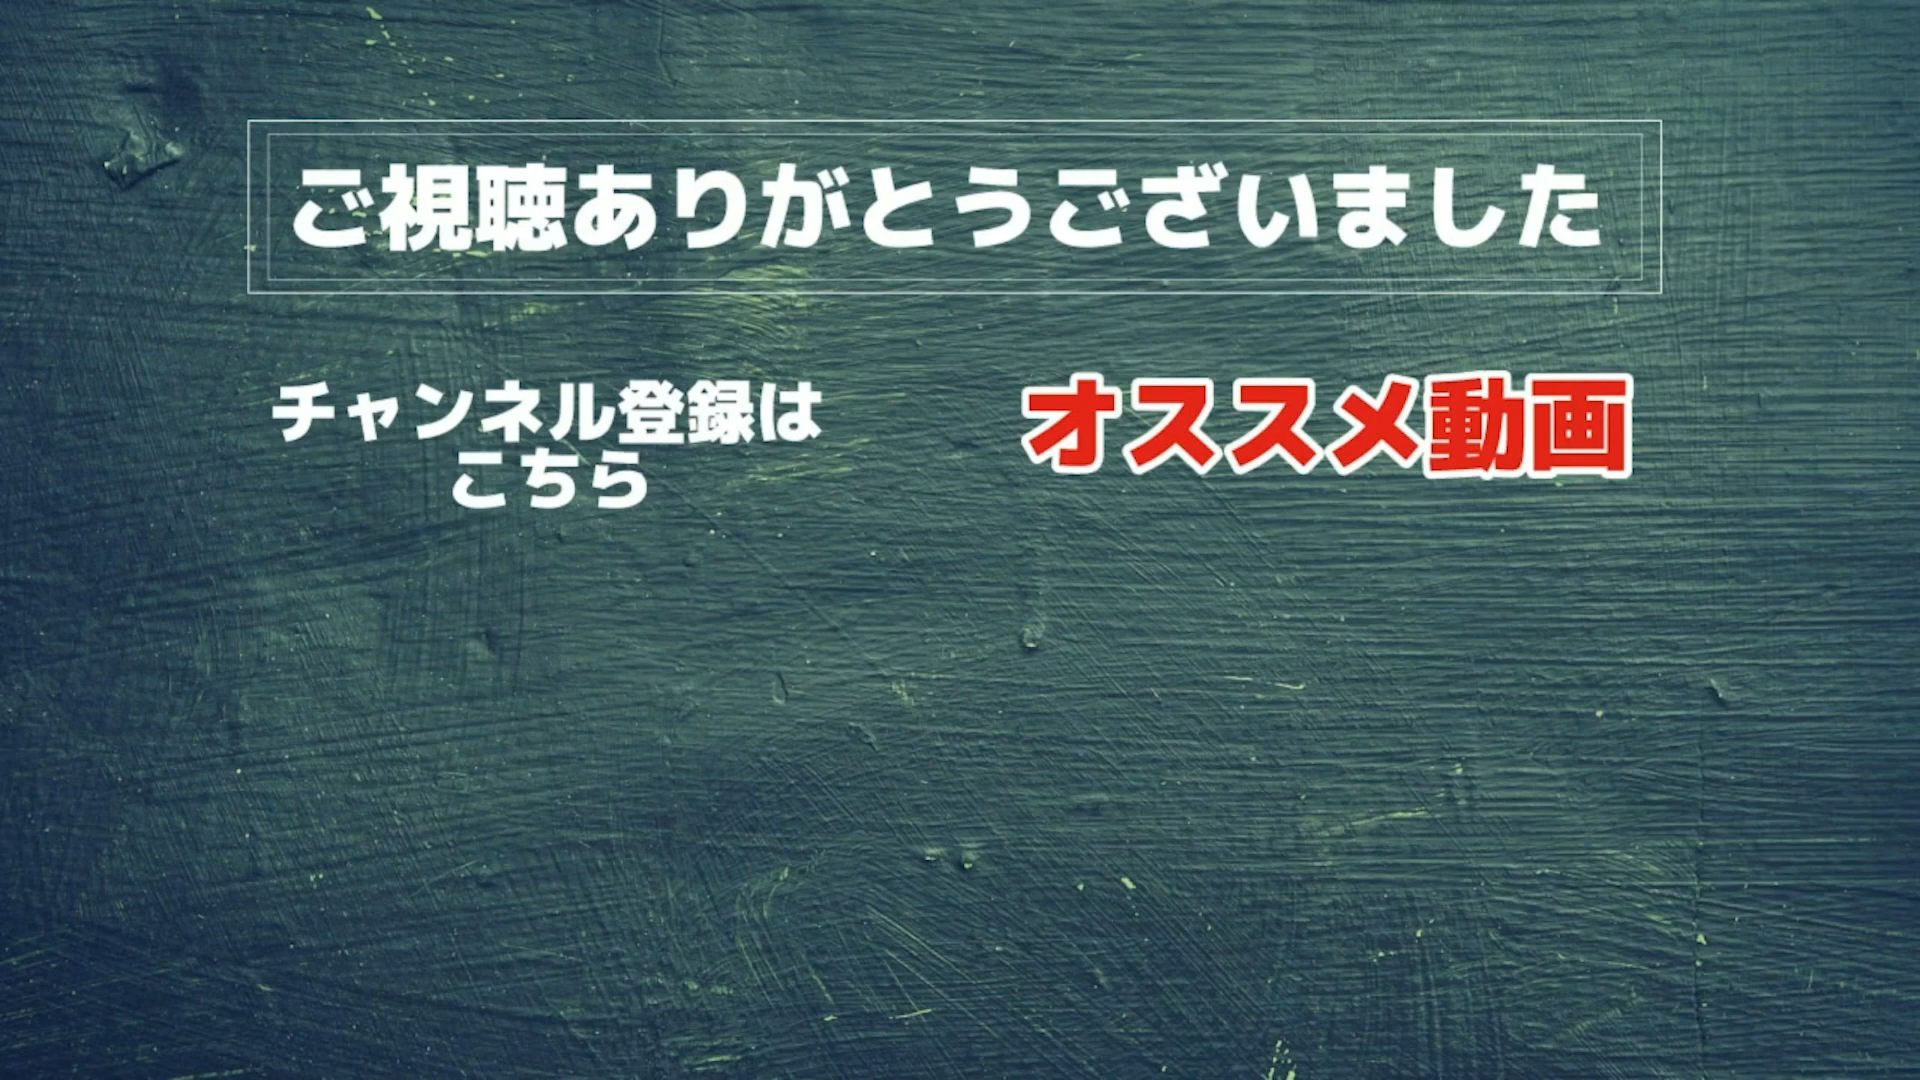 ご視聴ありがとうございました
チャンネル登録は
こちら
オススメ動画